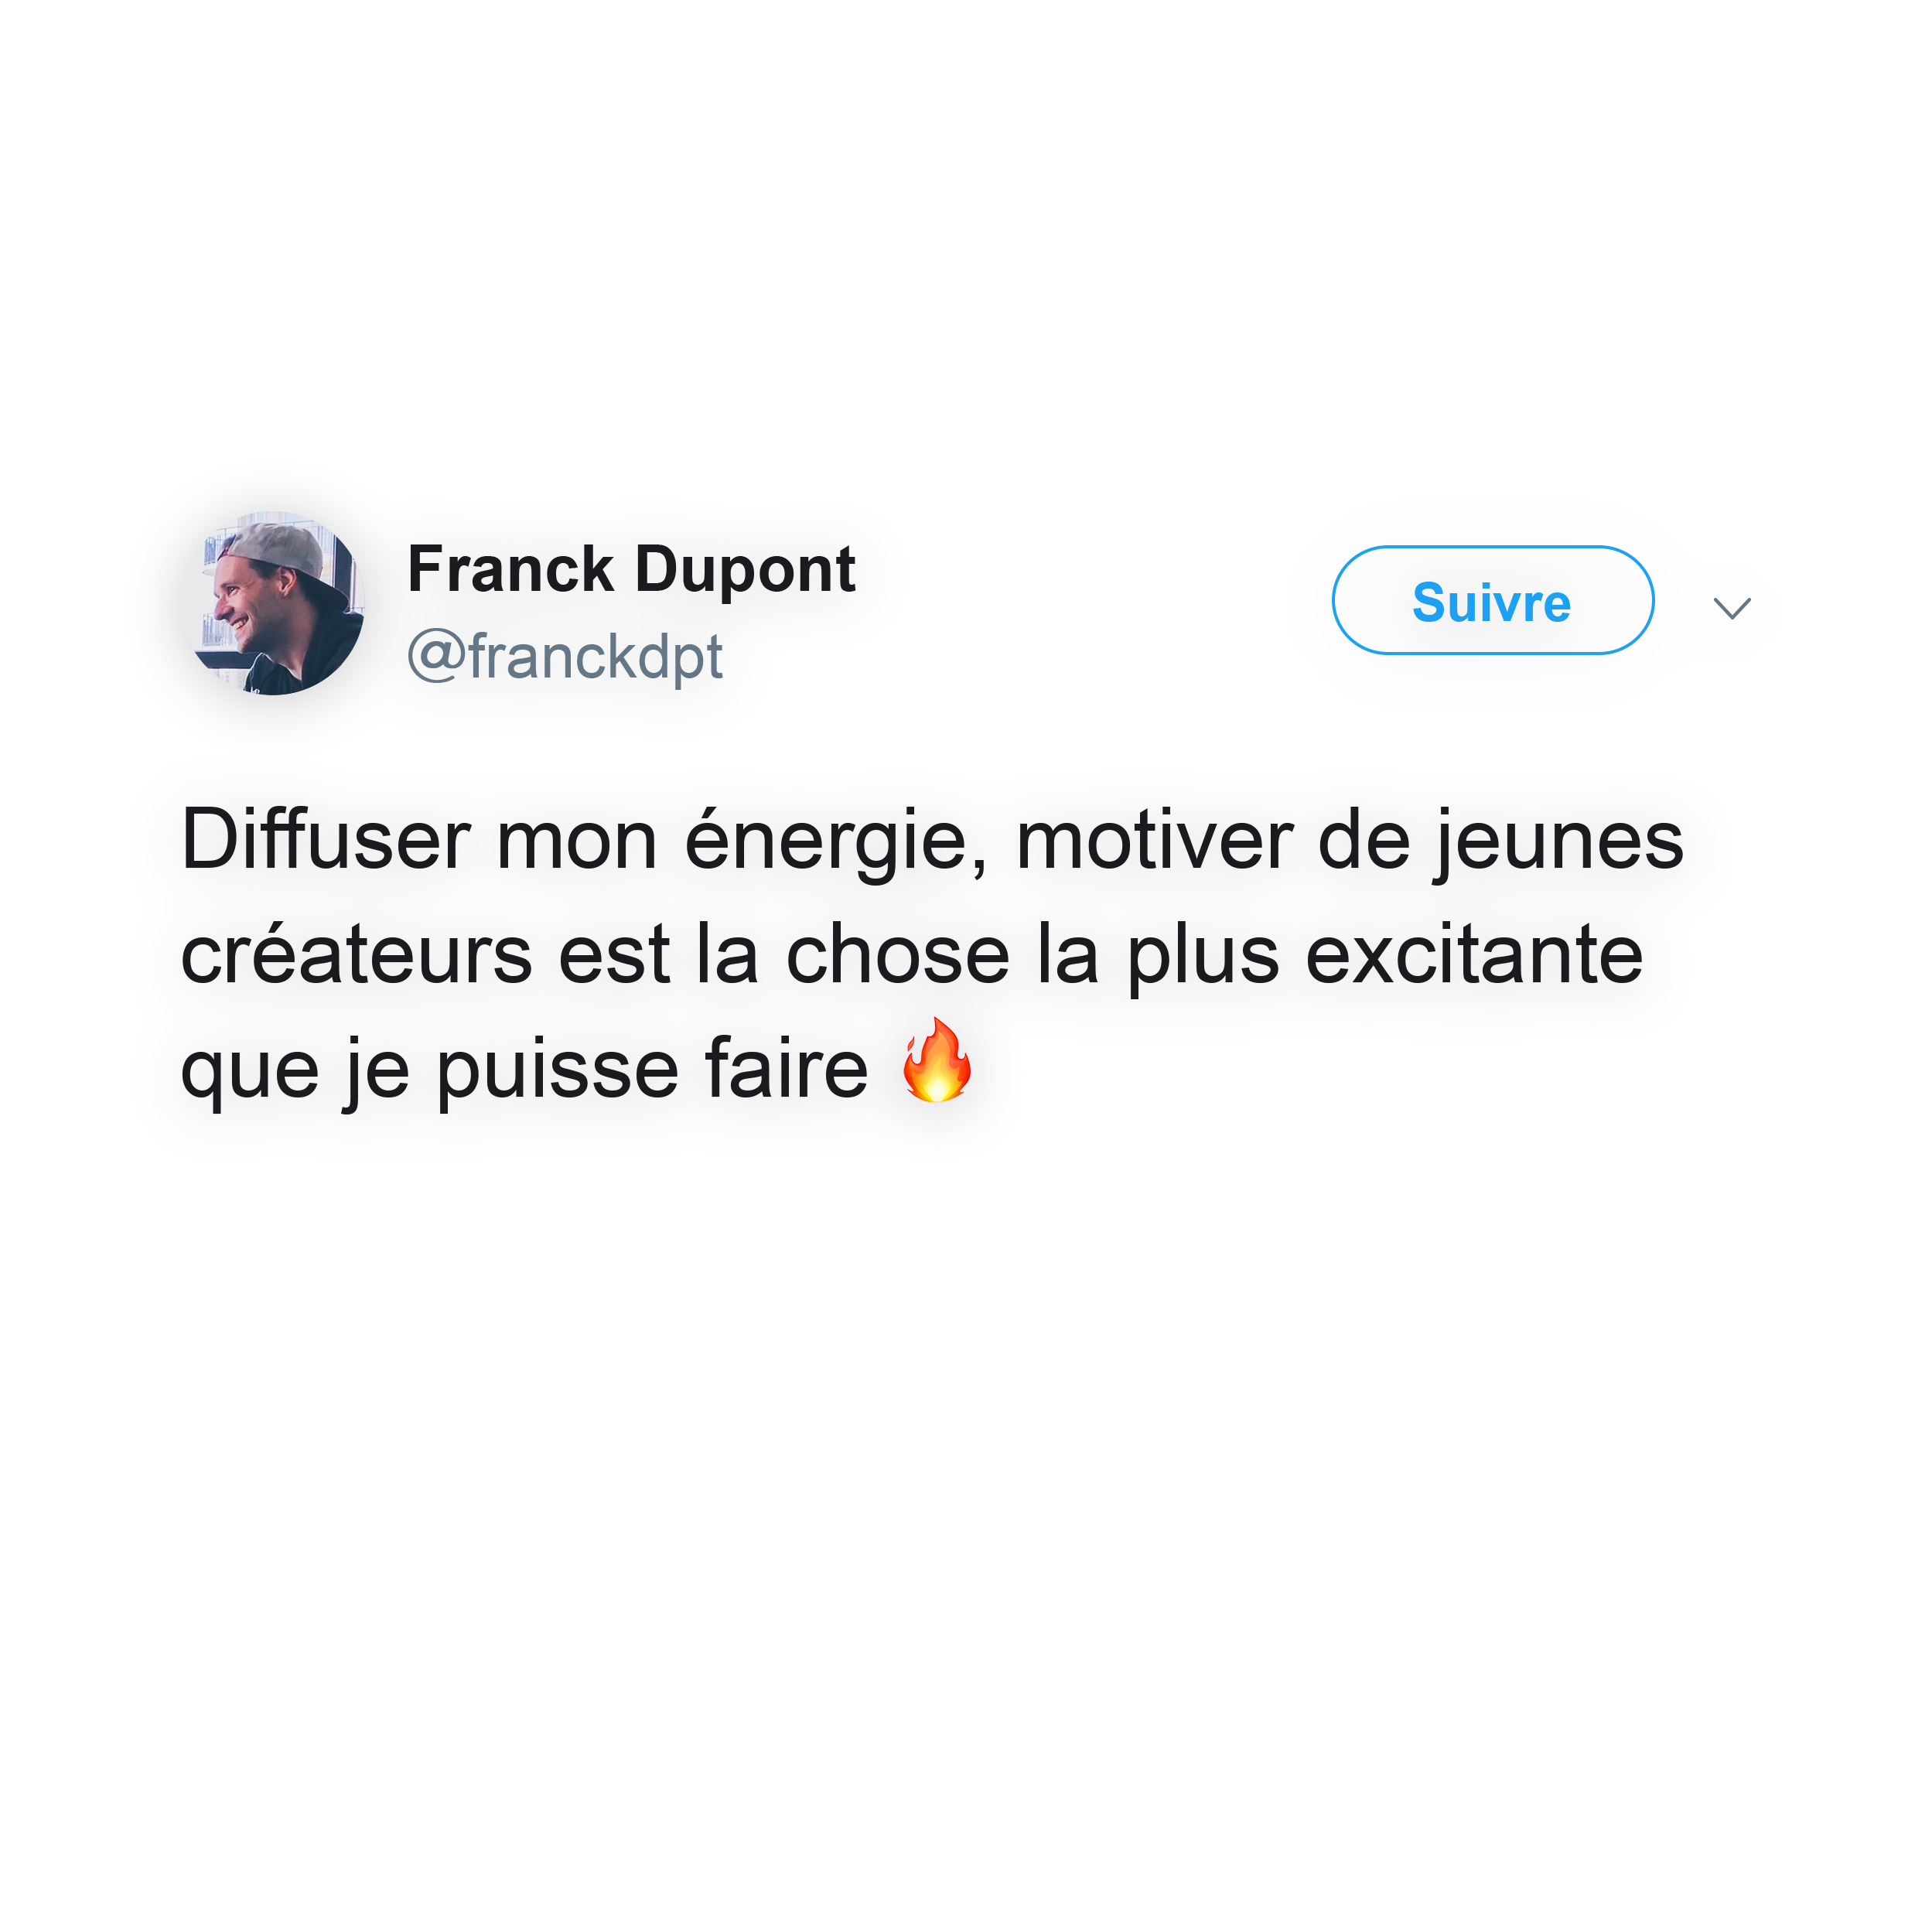 Franck Dupont
@franckdpt
Suivre
Diffuser mon énergie, motiver de jeunes
créateurs est la chose la plus excitante
que je puisse faire 🔥